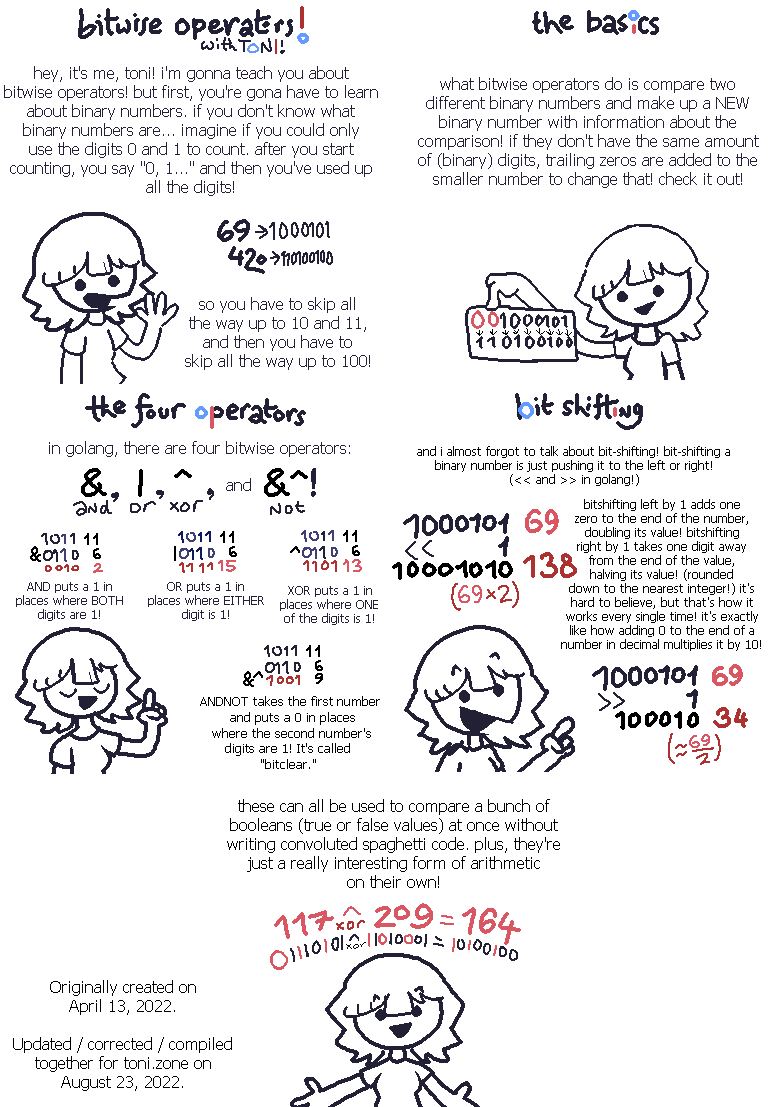 bitwise operators!
with TONI!
hey, it's me, toni! i'm gonna teach you about
bitwise operators! but first, you're gona have to learn
about binary numbers. if you don't know what
binary numbers are... imagine if you could only
use the digits 0 and 1 to count. after you start
counting, you say "0, 1..." and then you've used up
all the digits!
69→1000101
420→110100100
so you have to skip all
the way up to 10 and 11,
and then you have to
skip all the way up to 100!
the basics
what bitwise operators do is compare two
different binary numbers and make up a NEW
binary number with information about the
comparison! if they don't have the same amount
of (binary) digits, trailing zeros are added to the
smaller number to change that! check it out!
001000101
↓↓↓↓↓↓↓↓↓
110100100
the four operators
in golang, there are four bitwise operators:
&, |, ^, and &^!
and or xor NOT
1011 11
&0110 6
0010 2
AND puts a 1 in
places where BOTH
digits are 1!
1011 11
|0110 6
1111 15
OR puts a 1 in
places where EITHER
digit is 1!
1011 11
^0110 6
1101 13
XOR puts a 1 in
places where ONE
of the digits is 1!
1011 11
0110 6
&^1001 9
ANDNOT takes the first number
and puts a 0 in places
where the second number's
digits are 1! It's called
"bitclear."
bit shifting
and i almost forgot to talk about bit-shifting! bit-shifting a
binary number is just pushing it to the left or right!
(<< and >> in golang!)
1000101 69
<< 1
10001010 138
(69×2)
bitshifting left by 1 adds one
zero to the end of the number,
doubling its value! bitshifting
right by 1 takes one digit away
from the end of the value,
halving its value! (rounded
down to the nearest integer!) it's
hard to believe, but that's how it
works every single time! it's exactly
like how adding 0 to the end of a
number in decimal multiplies it by 10!
1000101 69
>> 1
100010 34
(≈69/2)
these can all be used to compare a bunch of
booleans (true or false values) at once without
writing convoluted spaghetti code. plus, they're
just a really interesting form of arithmetic
on their own!
117 ^ xor 209 = 164
01110101 ^ xor 11010001 = 10100100
Originally created on
April 13, 2022.
Updated / corrected / compiled
together for toni.zone on
August 23, 2022.